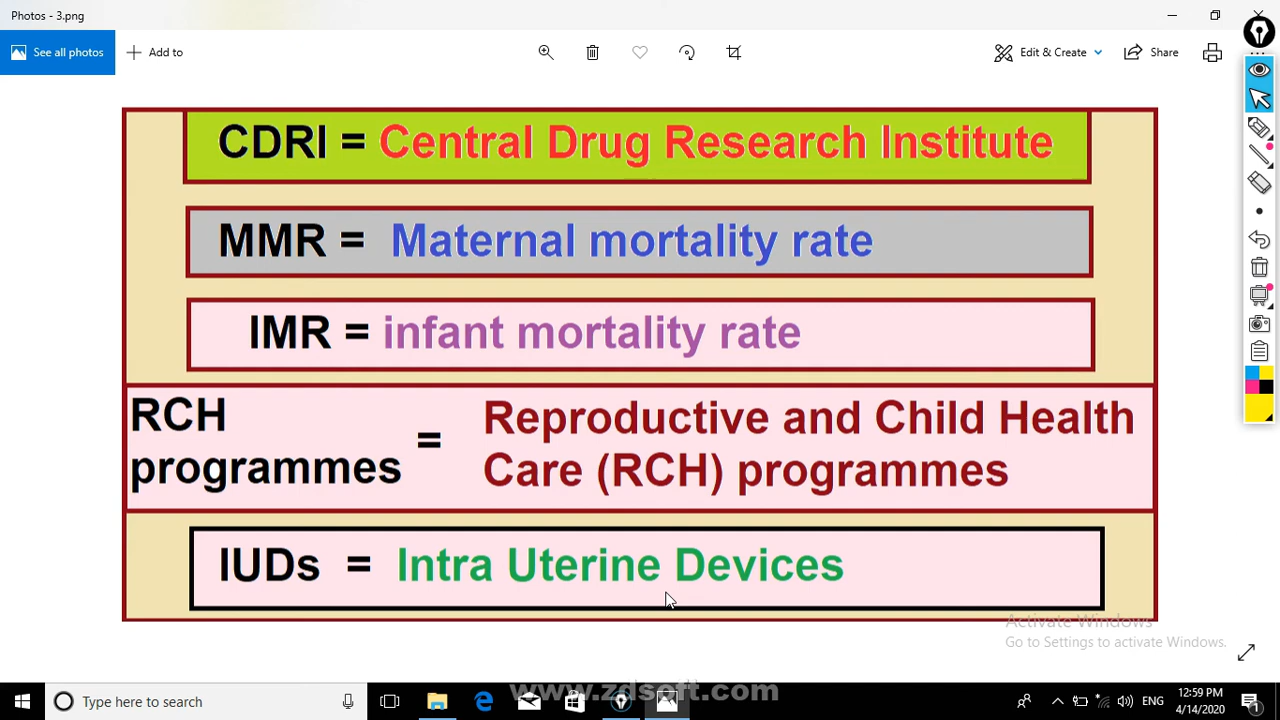 Photos - 3.png
See all photos
Add to
Edit & Create
Share
CDRI = Central Drug Research Institute
MMR = Maternal mortality rate
IMR = infant mortality rate
RCH programmes = Reproductive and Child Health Care (RCH) programmes
IUDs = Intra Uterine Devices
Activate Windows
Go to Settings to activate Windows.
Type here to search
www.zdsoft.com
ENG
12:59 PM
4/14/2020
1